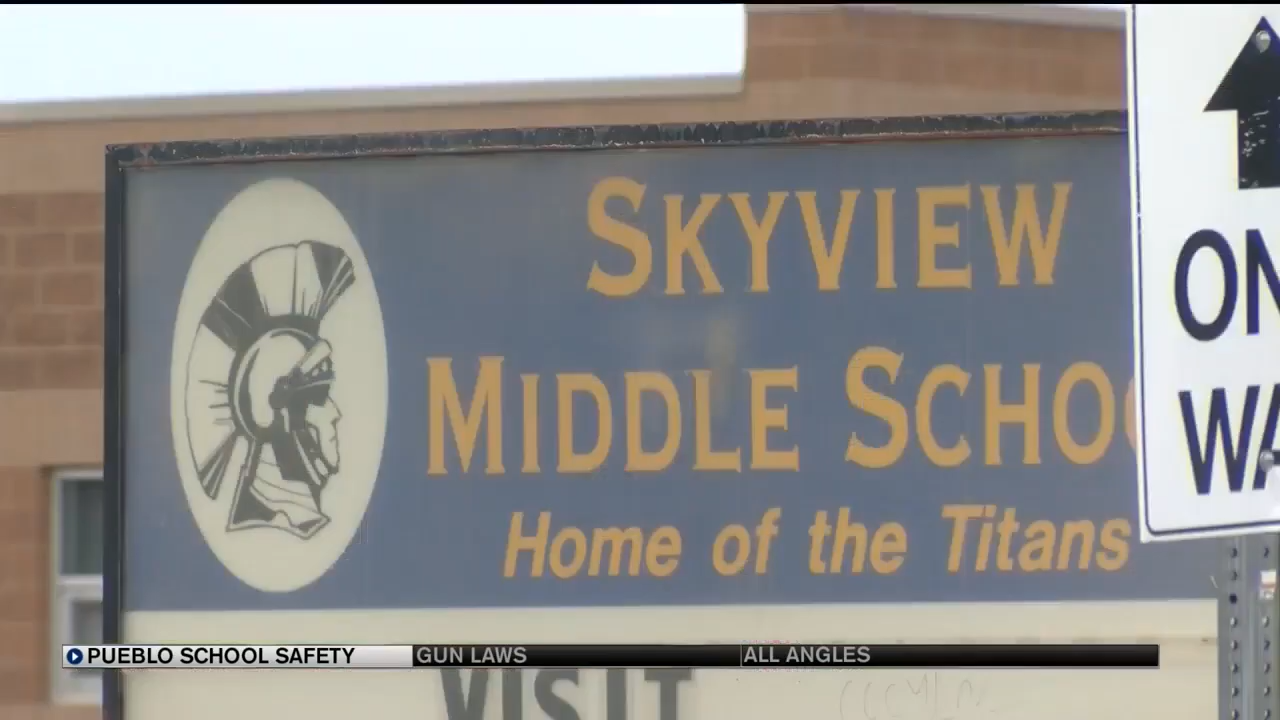 SKYVIEW
MIDDLE SCHOO
Home of the Titans
ON
WA
PUEBLO SCHOOL SAFETY
GUN LAWS
ALL ANGLES
VISIT